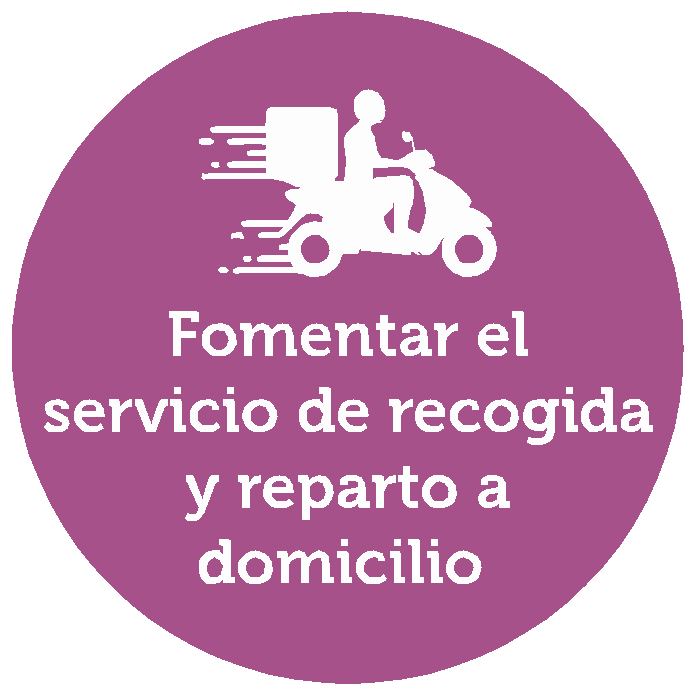 Fomentar el
servicio de recogida
y reparto a
domicilio